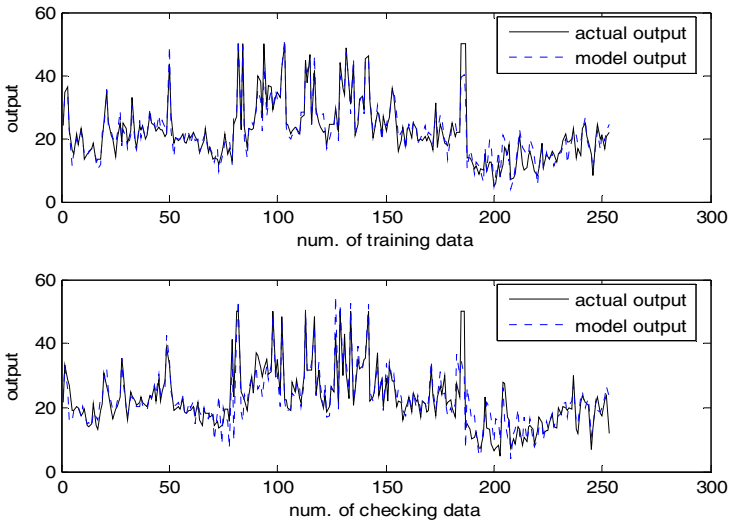 60
40
20
0
output
actual output
model output
0 50 100 150 200 250 300
num. of training data
60
40
20
0
output
actual output
model output
0 50 100 150 200 250 300
num. of checking data